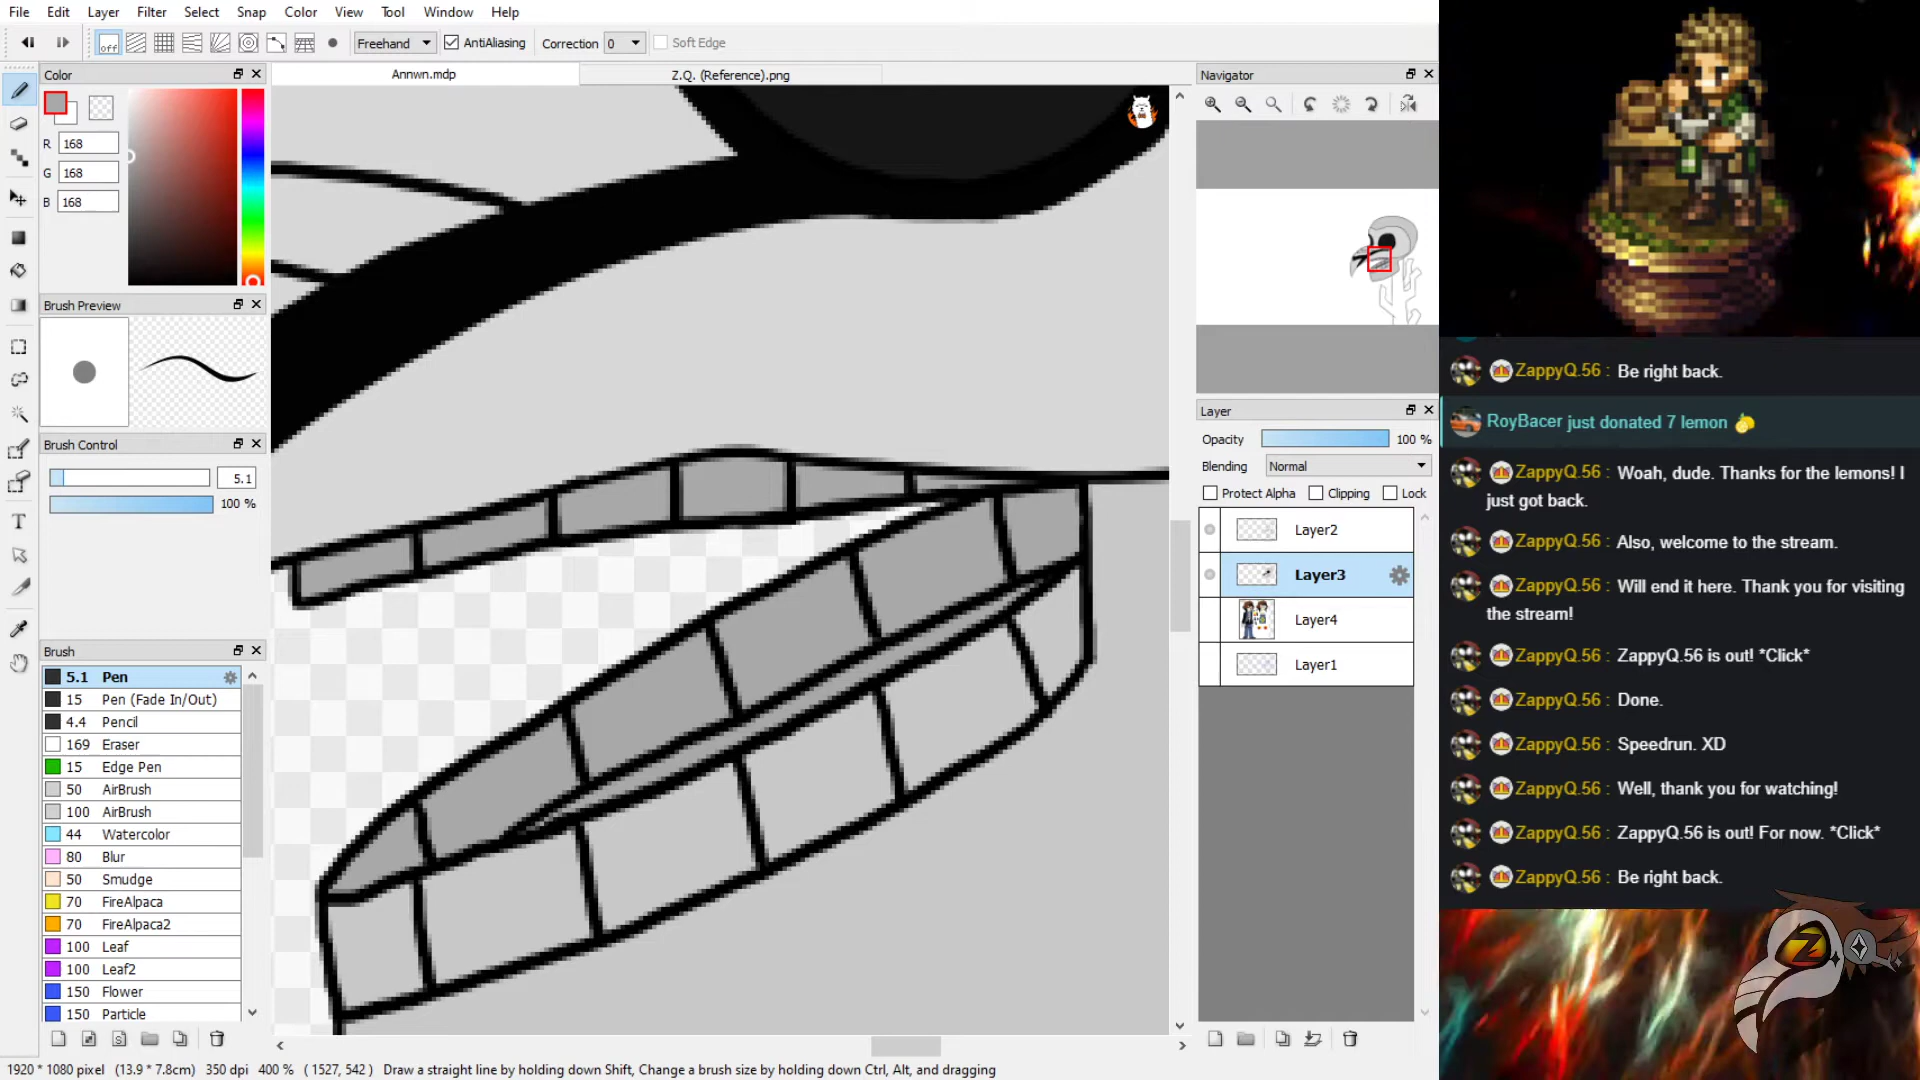 File Edit Layer Filter Select Snap Color View Tool Window Help
off Freehand AntiAliasing Correction 0 Soft Edge
Color
R 168
G 168
B 168
Brush Preview
Brush Control
5.1
100 %
Brush
5.1 Pen
15 Pen (Fade In/Out)
4.4 Pencil
169 Eraser
15 Edge Pen
50 AirBrush
100 AirBrush
44 Watercolor
80 Blur
50 Smudge
70 FireAlpaca
70 FireAlpaca2
100 Leaf
100 Leaf2
150 Flower
150 Particle
Annwn.mdp Z.Q. (Reference).png
Navigator
Layer
Opacity 100 %
Blending Normal
Protect Alpha Clipping Lock
Layer2
Layer3
Layer4
Layer1
1920 * 1080 pixel (13.9 * 7.8cm) 350 dpi 400 % ( 1527, 542 ) Draw a straight line by holding down Shift, Change a brush size by holding down Ctrl, Alt, and dragging
ZappyQ.56 : Be right back.
RoyBacer just donated 7 lemon
ZappyQ.56 : Woah, dude. Thanks for the lemons! I
just got back.
ZappyQ.56 : Also, welcome to the stream.
ZappyQ.56 : Will end it here. Thank you for visiting
the stream!
ZappyQ.56 : ZappyQ.56 is out! *Click*
ZappyQ.56 : Done.
ZappyQ.56 : Speedrun. XD
ZappyQ.56 : Well, thank you for watching!
ZappyQ.56 : ZappyQ.56 is out! For now. *Click*
ZappyQ.56 : Be right back.
Z